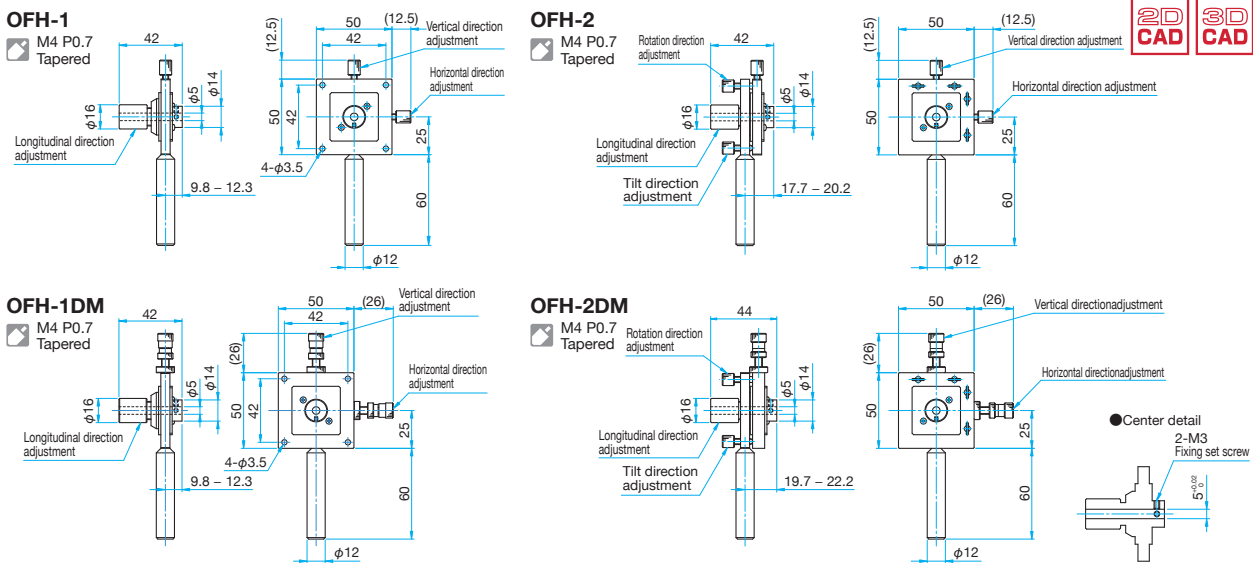 OFH-1
M4 P0.7
Tapered
42
φ16
φ5
φ14
Longitudinal direction
adjustment
9.8 – 12.3
50
(12.5)
42
(12.5)
Vertical direction
adjustment
Horizontal direction
adjustment
50
42
25
4-φ3.5
60
φ12
OFH-2
M4 P0.7
Tapered
Rotation direction
adjustment
42
φ16
φ5
φ14
Longitudinal direction
adjustment
Tilt direction
adjustment
17.7 – 20.2
50
(12.5)
(12.5)
Vertical direction adjustment
Horizontal direction adjustment
50
25
60
φ12
2D
CAD
3D
CAD
OFH-1DM
M4 P0.7
Tapered
42
φ16
φ5
φ14
Longitudinal direction
adjustment
9.8 – 12.3
50
(26)
42
(26)
Vertical direction
adjustment
Horizontal direction
adjustment
50
42
25
4-φ3.5
60
φ12
OFH-2DM
M4 P0.7
Tapered
Rotation direction
adjustment
44
φ16
φ5
φ14
Longitudinal direction
adjustment
Tilt direction
adjustment
19.7 – 22.2
50
(26)
(26)
Vertical directionadjustment
Horizontal directionadjustment
50
25
60
φ12
●Center detail
2-M3
Fixing set screw
5 +0.02 0